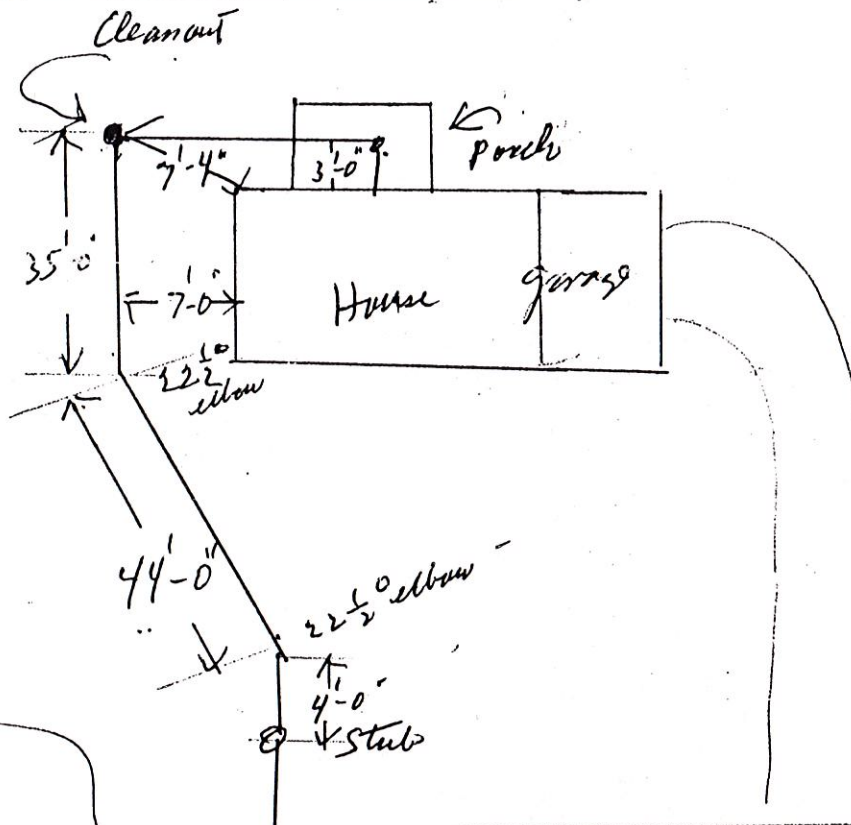 Cleanout
Porch
7'-4"
3'-0"
35'-0"
7'-0"
House
garage
22 1/2°
elbow
44'-0"
22 1/2° elbow
4'-0"
Stub